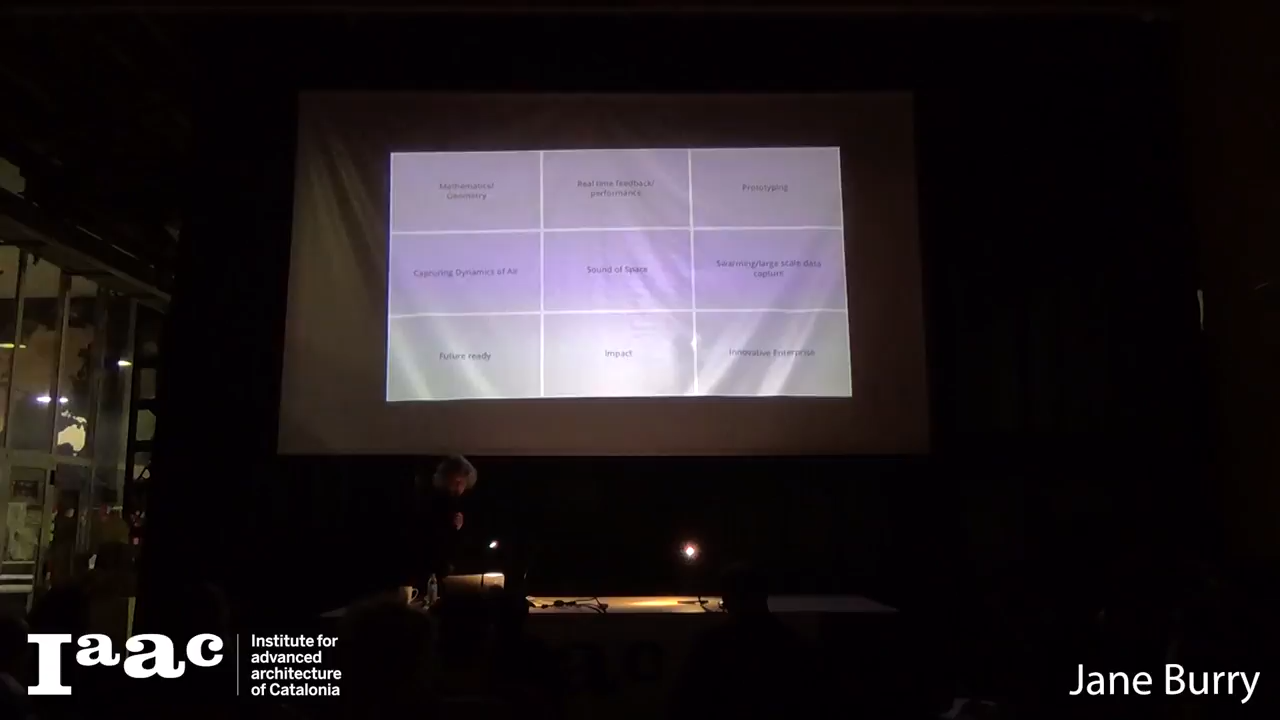 Mathematical
Geometry
Real time feedback/
performance
Prototyping
Capturing Dynamics of Air
Sound of Space
Swarming/large scale data
capture
Future ready
Impact
Innovative Enterprise
Iaac
Institute for
advanced
architecture
of Catalonia
Jane Burry